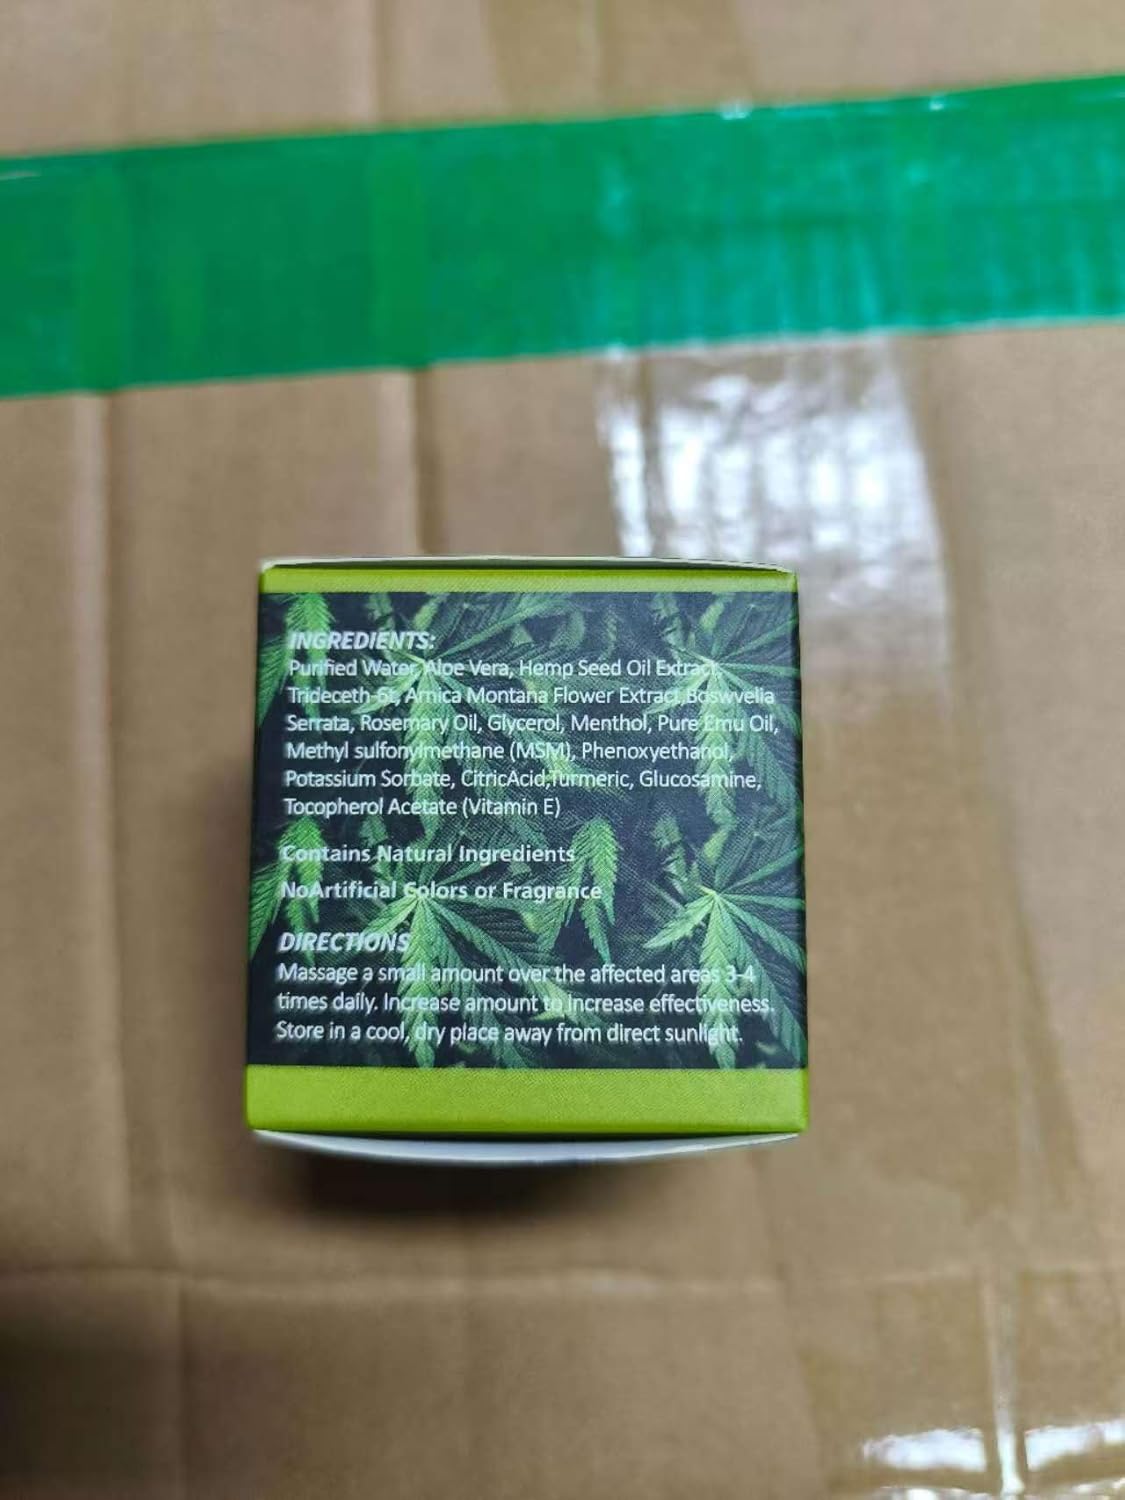 INGREDIENTS:
Purified Water, Aloe Vera, Hemp Seed Oil Extract,
Trideceth-6t, Arnica Montana Flower Extract,Boswvella
Serrata, Rosemary Oil, Glycerol, Menthol, Pure Emu Oil,
Methyl sulfonylmethane (MSM), Phenoxyethanol,
Potassium Sorbate, CitricAcid,Turmeric, Glucosamine,
Tocopherol Acetate (Vitamin E)
Contains Natural Ingredients
NoArtificial Colors or Fragrance
DIRECTIONS
Massage a small amount over the affected areas 3-4
times daily. Increase amount to increase effectiveness.
Store in a cool, dry place away from direct sunlight.